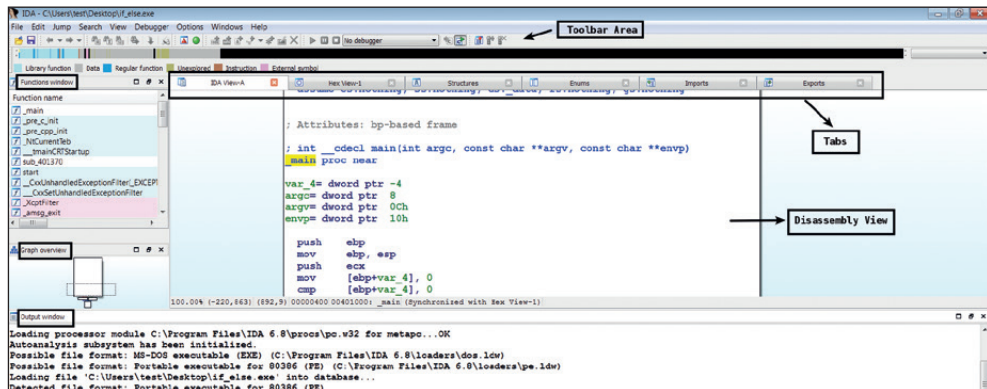 IDA - C:\Users\test\Desktop\if_else.exe
File Edit Jump Search View Debugger Options Windows Help
No debugger
Toolbar Area
Library function Data Regular function Unexplored Instruction External symbol
Functions window
IDA View-A Hex View-1 Structures Enums Imports Exports
Function name
_main
_pre_c_init
_pre_cpp_init
_NtCurrentTeb
__tmainCRTStartup
sub_401370
start
__CxxUnhandledExceptionFilter(_EXCEPT
__CxxSetUnhandledExceptionFilter
_XcptFilter
_amsg_exit
Graph overview
; Attributes: bp-based frame
; int __cdecl main(int argc, const char **argv, const char **envp)
_main proc near
var_4= dword ptr -4
argc= dword ptr 8
argv= dword ptr 0Ch
envp= dword ptr 10h
push ebp
mov ebp, esp
push ecx
mov [ebp+var_4], 0
cmp [ebp+var_4], 0
Tabs
Disassembly View
100.00% (-220,863) (892,9) 00000400 00401000: _main (Synchronized with Hex View-1)
Output window
Loading processor module C:\Program Files\IDA 6.8\procs\pc.w32 for metapc...OK
Autoanalysis subsystem has been initialized.
Possible file format: MS-DOS executable (EXE) (C:\Program Files\IDA 6.8\loaders\dos.ldw)
Possible file format: Portable executable for 80386 (PE) (C:\Program Files\IDA 6.8\loaders\pe.ldw)
Loading file 'C:\Users\test\Desktop\if_else.exe' into database...
Detected file format: Portable executable for 80386 (PE)